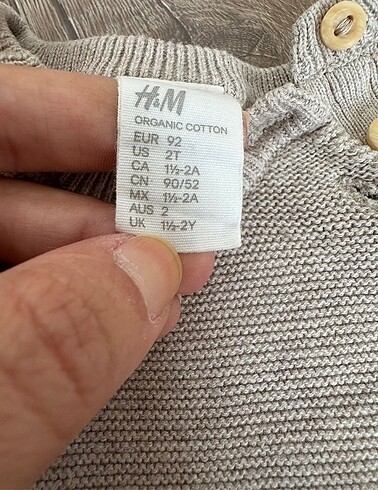 H&M
ORGANIC COTTON
EUR 92
US 2T
CA 1½-2A
CN 90/52
MX 1½-2A
AUS 2
UK 1½-2Y